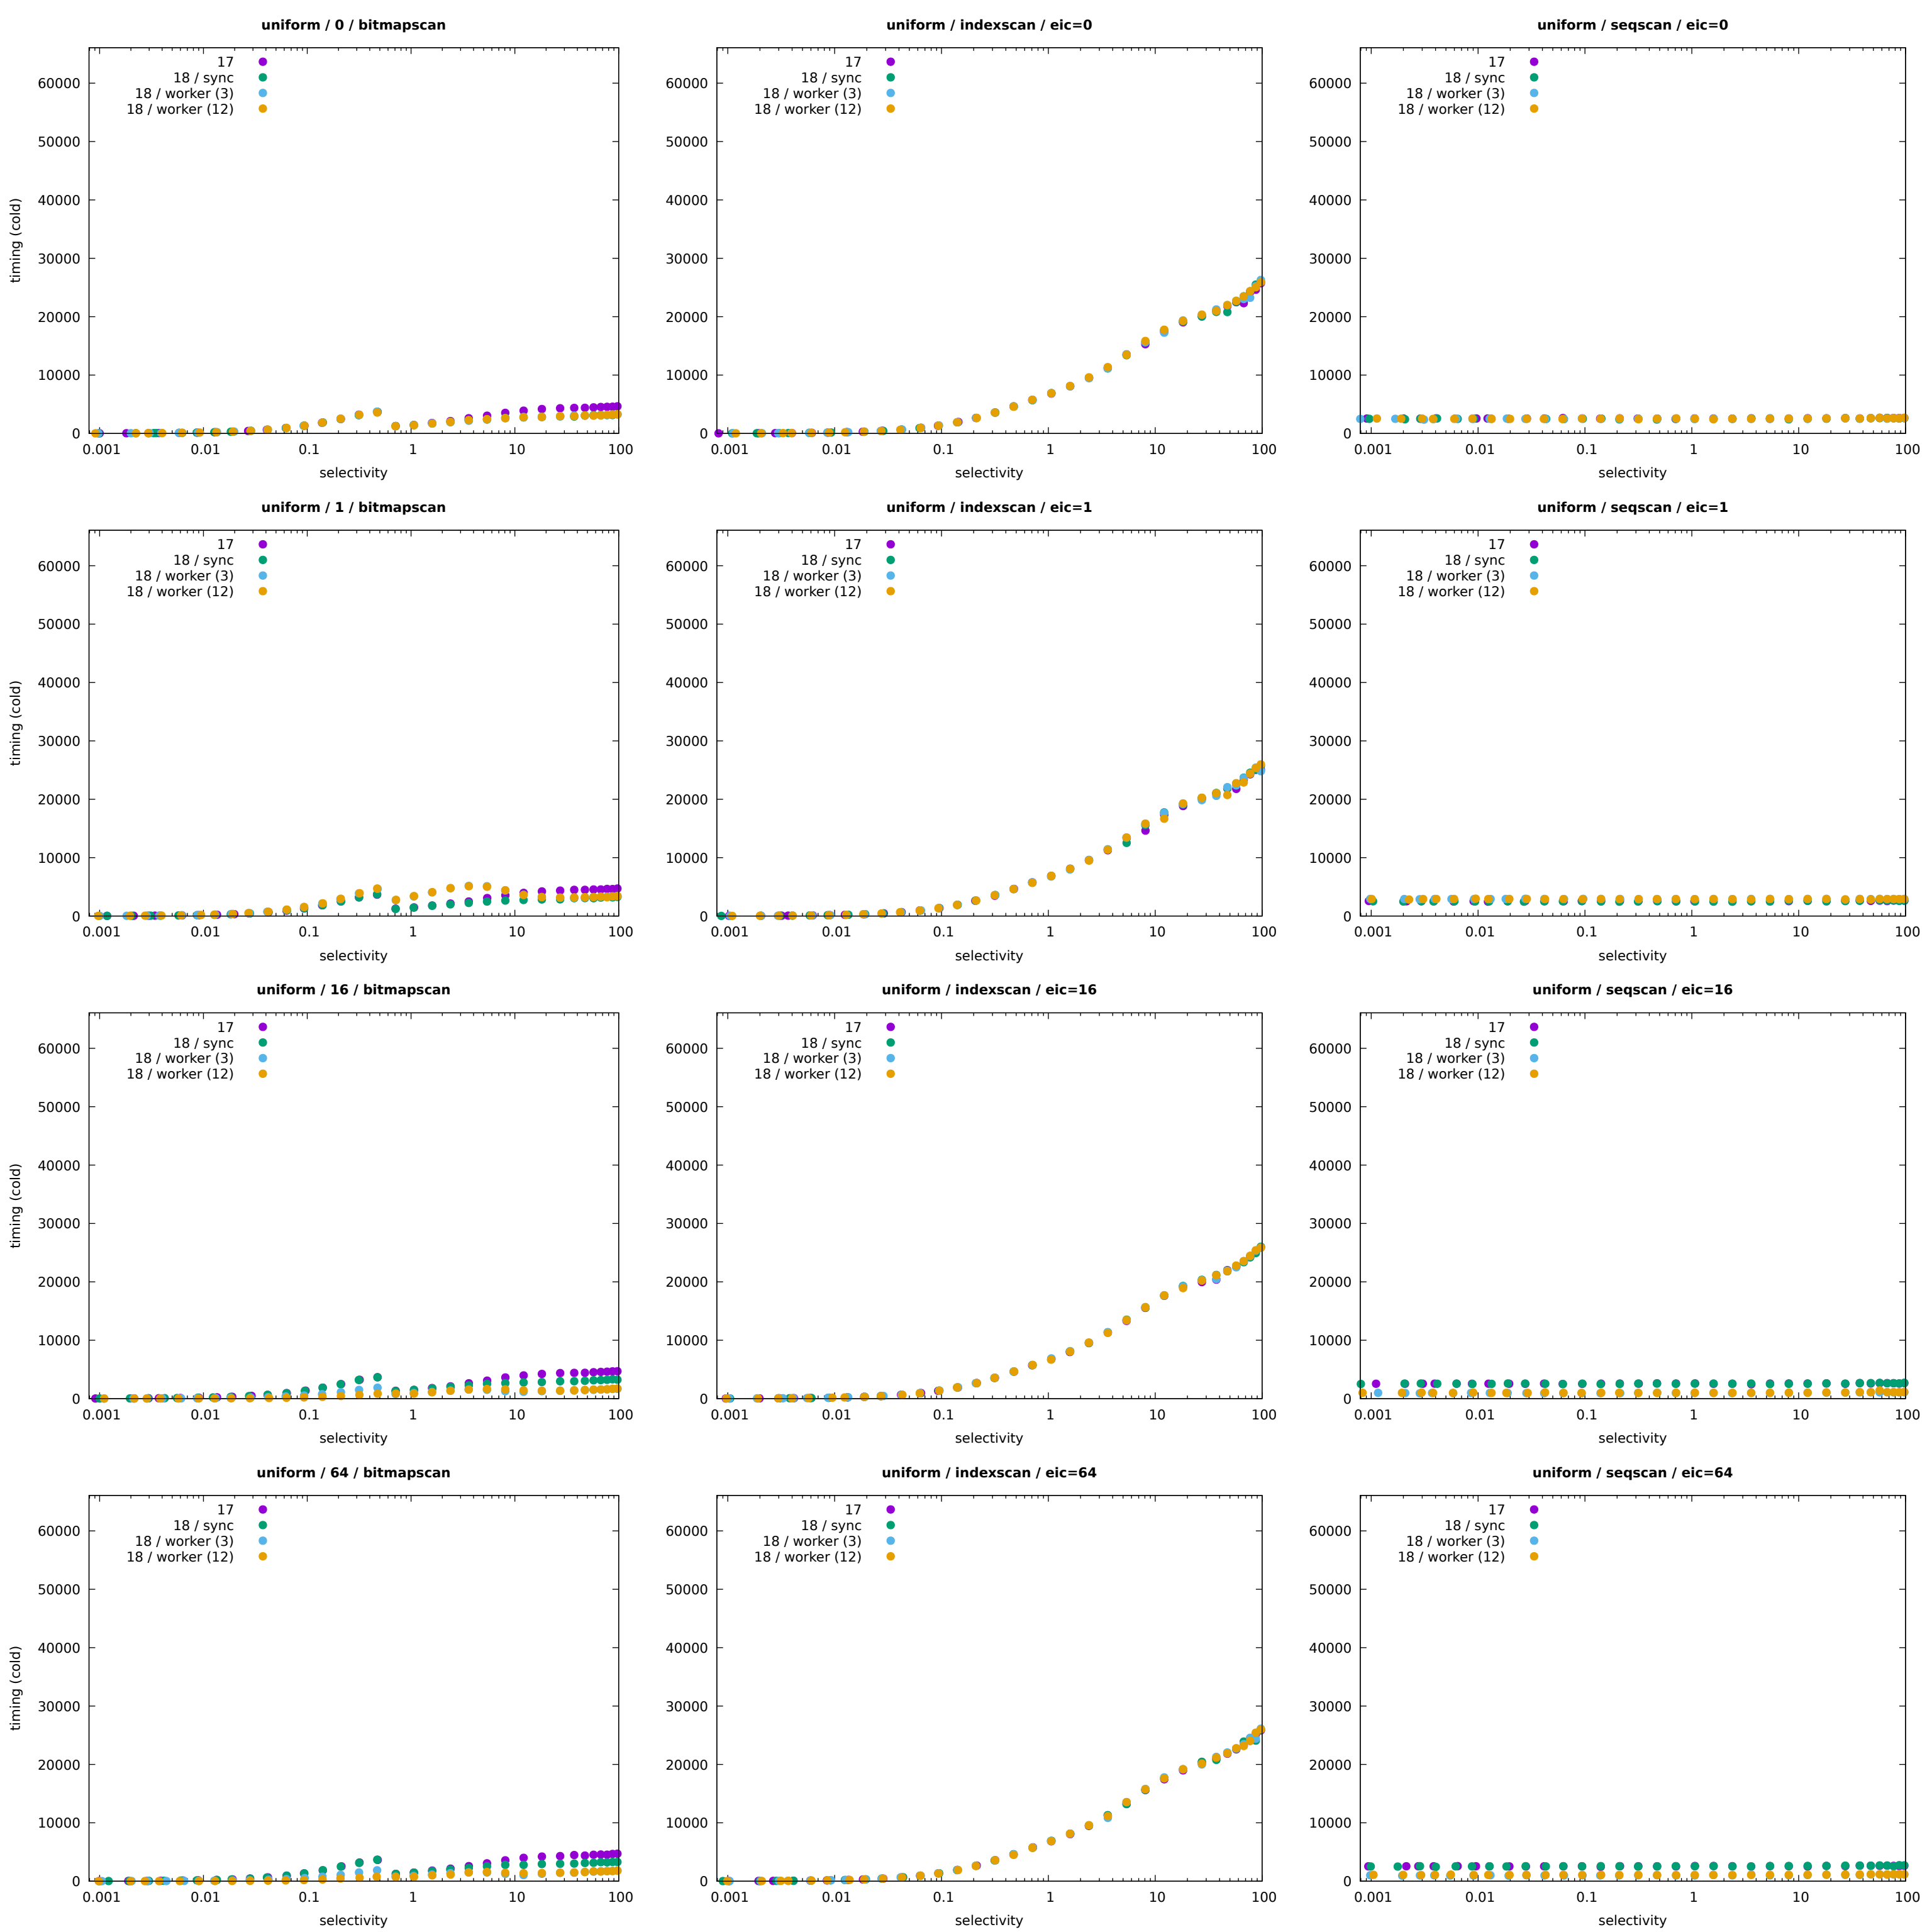 uniform / 0 / bitmapscan
timing (cold)
60000
50000
40000
30000
20000
10000
0
17
18 / sync
18 / worker (3)
18 / worker (12)
0.001 0.01 0.1 1 10 100
selectivity
uniform / indexscan / eic=0
60000
50000
40000
30000
20000
10000
0
17
18 / sync
18 / worker (3)
18 / worker (12)
0.001 0.01 0.1 1 10 100
selectivity
uniform / seqscan / eic=0
60000
50000
40000
30000
20000
10000
0
17
18 / sync
18 / worker (3)
18 / worker (12)
0.001 0.01 0.1 1 10 100
selectivity
uniform / 1 / bitmapscan
timing (cold)
60000
50000
40000
30000
20000
10000
0
17
18 / sync
18 / worker (3)
18 / worker (12)
0.001 0.01 0.1 1 10 100
selectivity
uniform / indexscan / eic=1
60000
50000
40000
30000
20000
10000
0
17
18 / sync
18 / worker (3)
18 / worker (12)
0.001 0.01 0.1 1 10 100
selectivity
uniform / seqscan / eic=1
60000
50000
40000
30000
20000
10000
0
17
18 / sync
18 / worker (3)
18 / worker (12)
0.001 0.01 0.1 1 10 100
selectivity
uniform / 16 / bitmapscan
timing (cold)
60000
50000
40000
30000
20000
10000
0
17
18 / sync
18 / worker (3)
18 / worker (12)
0.001 0.01 0.1 1 10 100
selectivity
uniform / indexscan / eic=16
60000
50000
40000
30000
20000
10000
0
17
18 / sync
18 / worker (3)
18 / worker (12)
0.001 0.01 0.1 1 10 100
selectivity
uniform / seqscan / eic=16
60000
50000
40000
30000
20000
10000
0
17
18 / sync
18 / worker (3)
18 / worker (12)
0.001 0.01 0.1 1 10 100
selectivity
uniform / 64 / bitmapscan
timing (cold)
60000
50000
40000
30000
20000
10000
0
17
18 / sync
18 / worker (3)
18 / worker (12)
0.001 0.01 0.1 1 10 100
selectivity
uniform / indexscan / eic=64
60000
50000
40000
30000
20000
10000
0
17
18 / sync
18 / worker (3)
18 / worker (12)
0.001 0.01 0.1 1 10 100
selectivity
uniform / seqscan / eic=64
60000
50000
40000
30000
20000
10000
0
17
18 / sync
18 / worker (3)
18 / worker (12)
0.001 0.01 0.1 1 10 100
selectivity